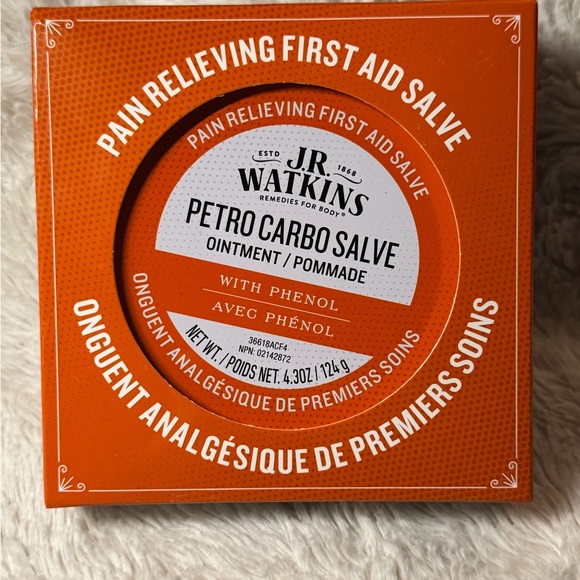 PAIN RELIEVING FIRST AID SALVE
PAIN RELIEVING FIRST AID SALVE
ESTD 1868
J.R.
WATKINS
REMEDIES FOR BODY®
PETRO CARBO SALVE
OINTMENT / POMMADE
WITH PHENOL
AVEC PHÉNOL
36618ACF4
NPN: 02142872
NET WT. / POIDS NET. 4.3OZ / 124 g
ONGUENT ANALGÉSIQUE DE PREMIERS SOINS
ONGUENT ANALGÉSIQUE DE PREMIERS SOINS